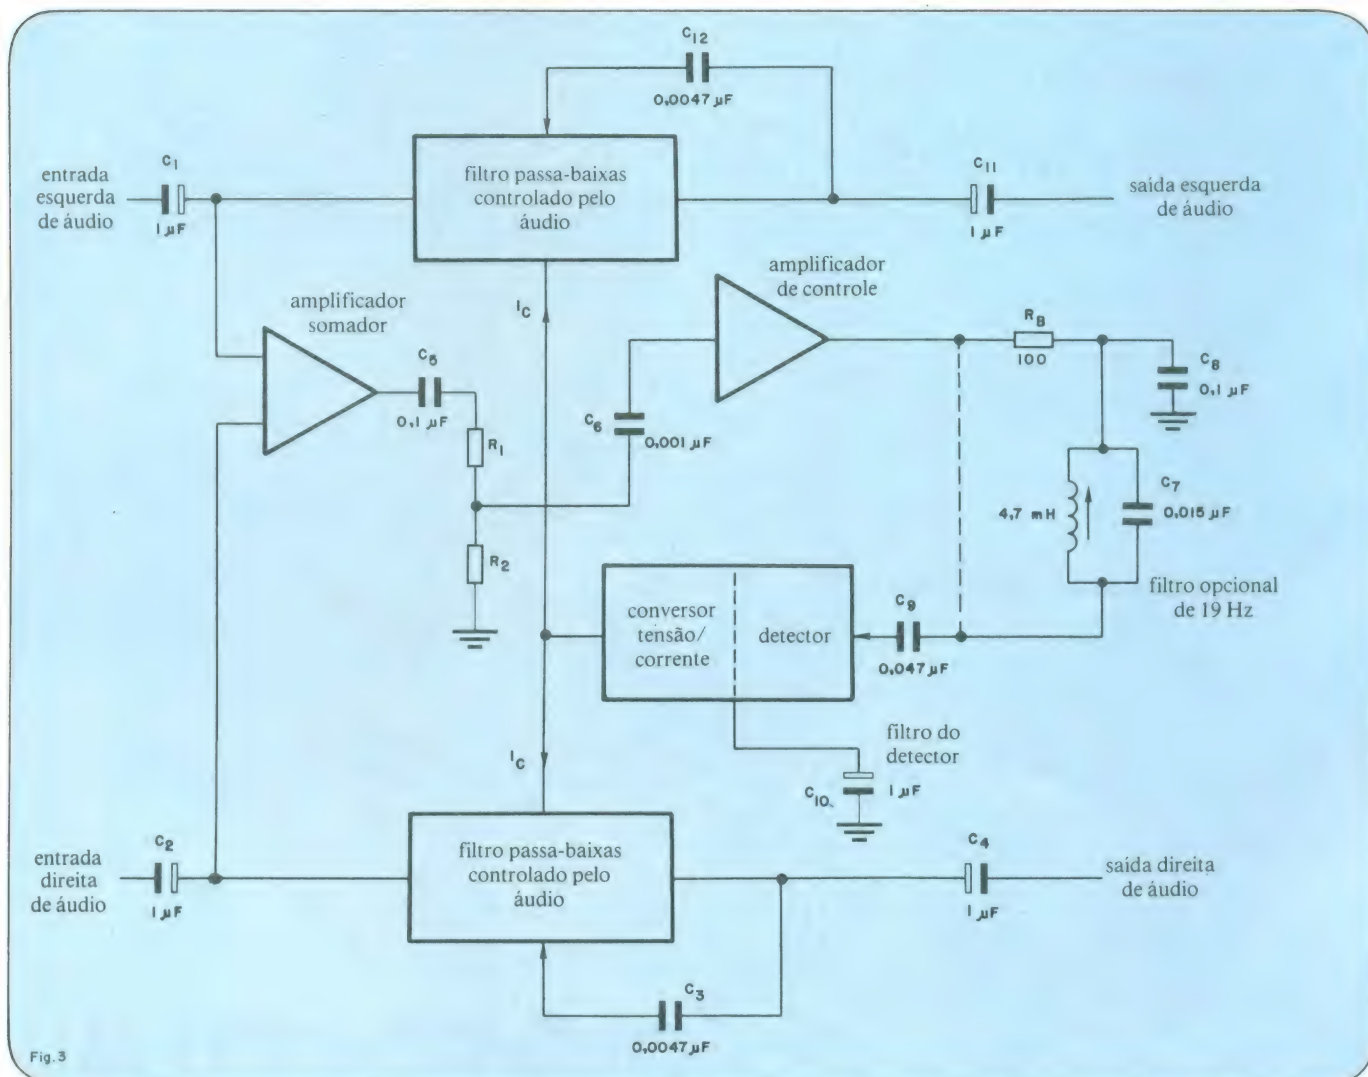 C12
0,0047 µF
entrada
esquerda
de áudio
C1
1 µF
filtro passa-baixas
controlado pelo
áudio
C11
1 µF
saída esquerda
de áudio
amplificador
somador
IC
amplificador
de controle
C5
0,1 µF
R1
R2
C6
0,001 µF
RB
100
C8
0,1 µF
4,7 mH
C7
0,015 µF
filtro opcional
de 19 Hz
conversor
tensão/
corrente
detector
C9
0,047 µF
filtro do
detector
C10
1 µF
IC
entrada
direita
de áudio
C2
1 µF
filtro passa-baixas
controlado pelo
áudio
C4
1 µF
saída direita
de áudio
C3
0,0047 µF
Fig.3